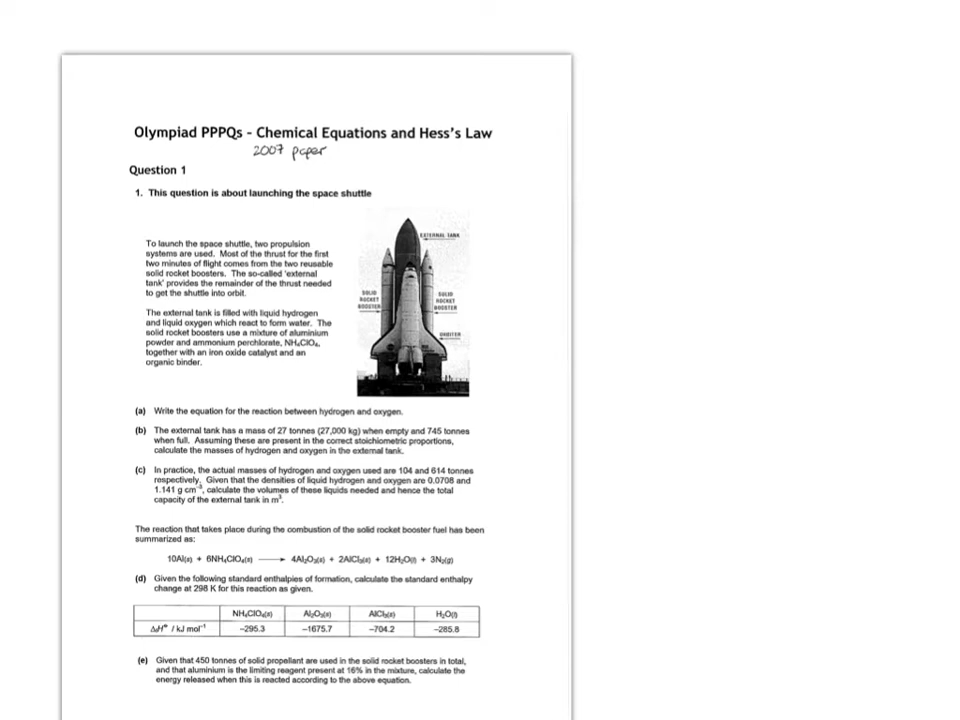 Olympiad PPPQs - Chemical Equations and Hess's Law
2007 paper
Question 1
1. This question is about launching the space shuttle
To launch the space shuttle, two propulsion
systems are used. Most of the thrust for the first
two minutes of flight comes from the two reusable
solid rocket boosters. The so-called 'external
tank' provides the remainder of the thrust needed
to get the shuttle into orbit.
The external tank is filled with liquid hydrogen
and liquid oxygen which react to form water. The
solid rocket boosters use a mixture of aluminium
powder and ammonium perchlorate, NH₄ClO₄,
together with an iron oxide catalyst and an
organic binder.
EXTERNAL TANK
SOLID
ROCKET
BOOSTER
SOLID
ROCKET
BOOSTER
ORBITER
(a) Write the equation for the reaction between hydrogen and oxygen.
(b) The external tank has a mass of 27 tonnes (27,000 kg) when empty and 745 tonnes
when full. Assuming these are present in the correct stoichiometric proportions,
calculate the masses of hydrogen and oxygen in the external tank.
(c) In practice, the actual masses of hydrogen and oxygen used are 104 and 614 tonnes
respectively. Given that the densities of liquid hydrogen and oxygen are 0.0708 and
1.141 g cm⁻³, calculate the volumes of these liquids needed and hence the total
capacity of the external tank in m³.
The reaction that takes place during the combustion of the solid rocket booster fuel has been
summarized as:
10Al(s) + 6NH₄ClO₄(s) ⟶ 4Al₂O₃(s) + 2AlCl₃(s) + 12H₂O(l) + 3N₂(g)
(d) Given the following standard enthalpies of formation, calculate the standard enthalpy
change at 298 K for this reaction as given.
NH₄ClO₄(s) Al₂O₃(s) AlCl₃(s) H₂O(l)
ΔfH° / kJ mol⁻¹ −295.3 −1675.7 −704.2 −285.8
(e) Given that 450 tonnes of solid propellant are used in the solid rocket boosters in total,
and that aluminium is the limiting reagent present at 16% in the mixture, calculate the
energy released when this is reacted according to the above equation.